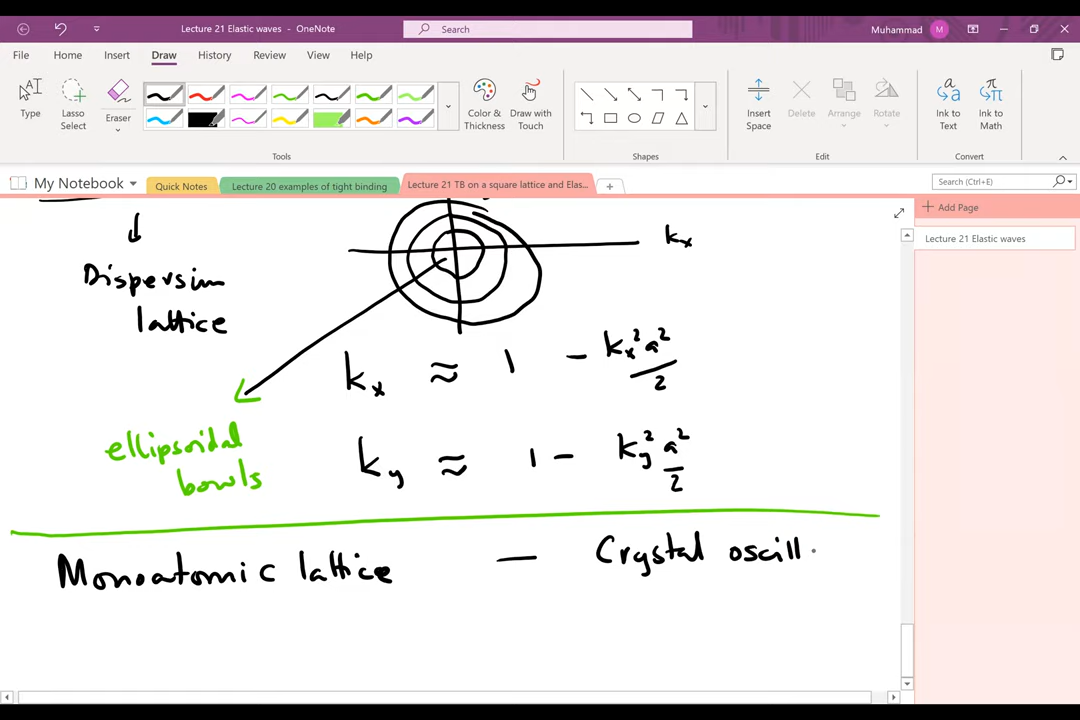 Lecture 21 Elastic waves - OneNote
Search
Muhammad
M
File Home Insert Draw View History Review View Help
Type
Lasso Select
Eraser
Color & Thickness
Draw with Touch
Insert Space
Delete
Arrange
Rotate
Ink to Text
Ink to Math
Tools
Shapes
Edit
Convert
My Notebook
Quick Notes
Lecture 20 examples of tight binding
Lecture 21 TB on a square lattice and Elas...
Search (Ctrl+E)
Add Page
Lecture 21 Elastic waves
kx
Dispersion
lattice
kx ≈ 1 - kx²a²/2
ellipsoidal
bowls
ky ≈ 1 - ky²a²/2
Monoatomic lattice — Crystal oscill